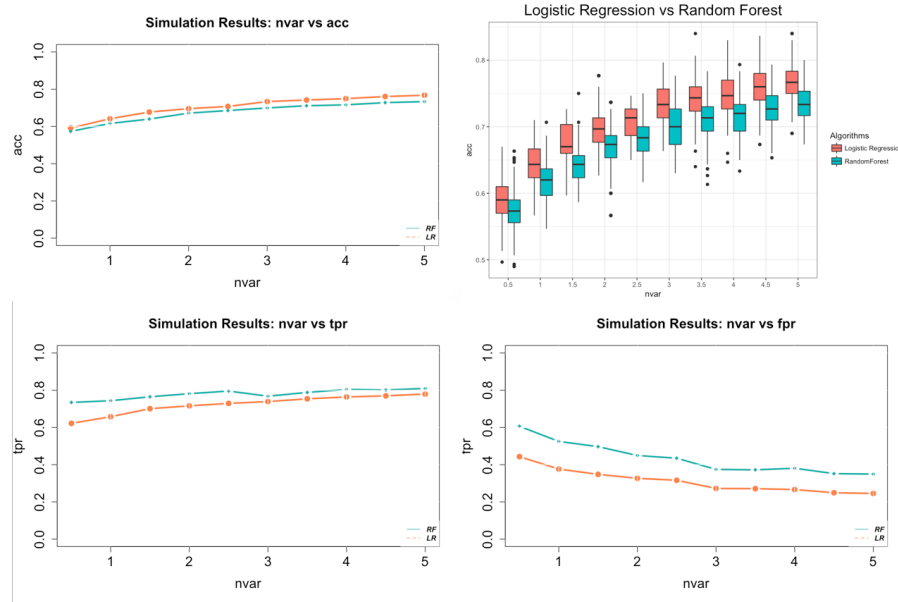 Simulation Results: nvar vs acc
acc
0.0 0.2 0.4 0.6 0.8 1.0
RF
LR
1 2 3 4 5
nvar
Logistic Regression vs Random Forest
acc
0.8
0.7
0.6
0.5
0.5 1 1.5 2 2.5 3 3.5 4 4.5 5
nvar
Algorithms
Logistic Regressic
RandomForest
Simulation Results: nvar vs tpr
tpr
0.0 0.2 0.4 0.6 0.8 1.0
RF
LR
1 2 3 4 5
nvar
Simulation Results: nvar vs fpr
tpr
0.0 0.2 0.4 0.6 0.8 1.0
RF
LR
1 2 3 4 5
nvar